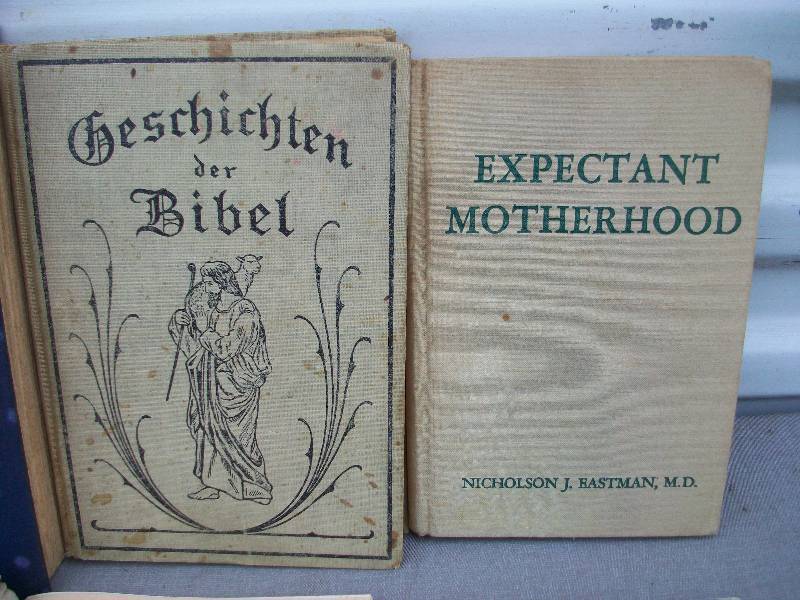 Geschichten
der
Bibel
EXPECTANT
MOTHERHOOD
NICHOLSON J. EASTMAN, M.D.